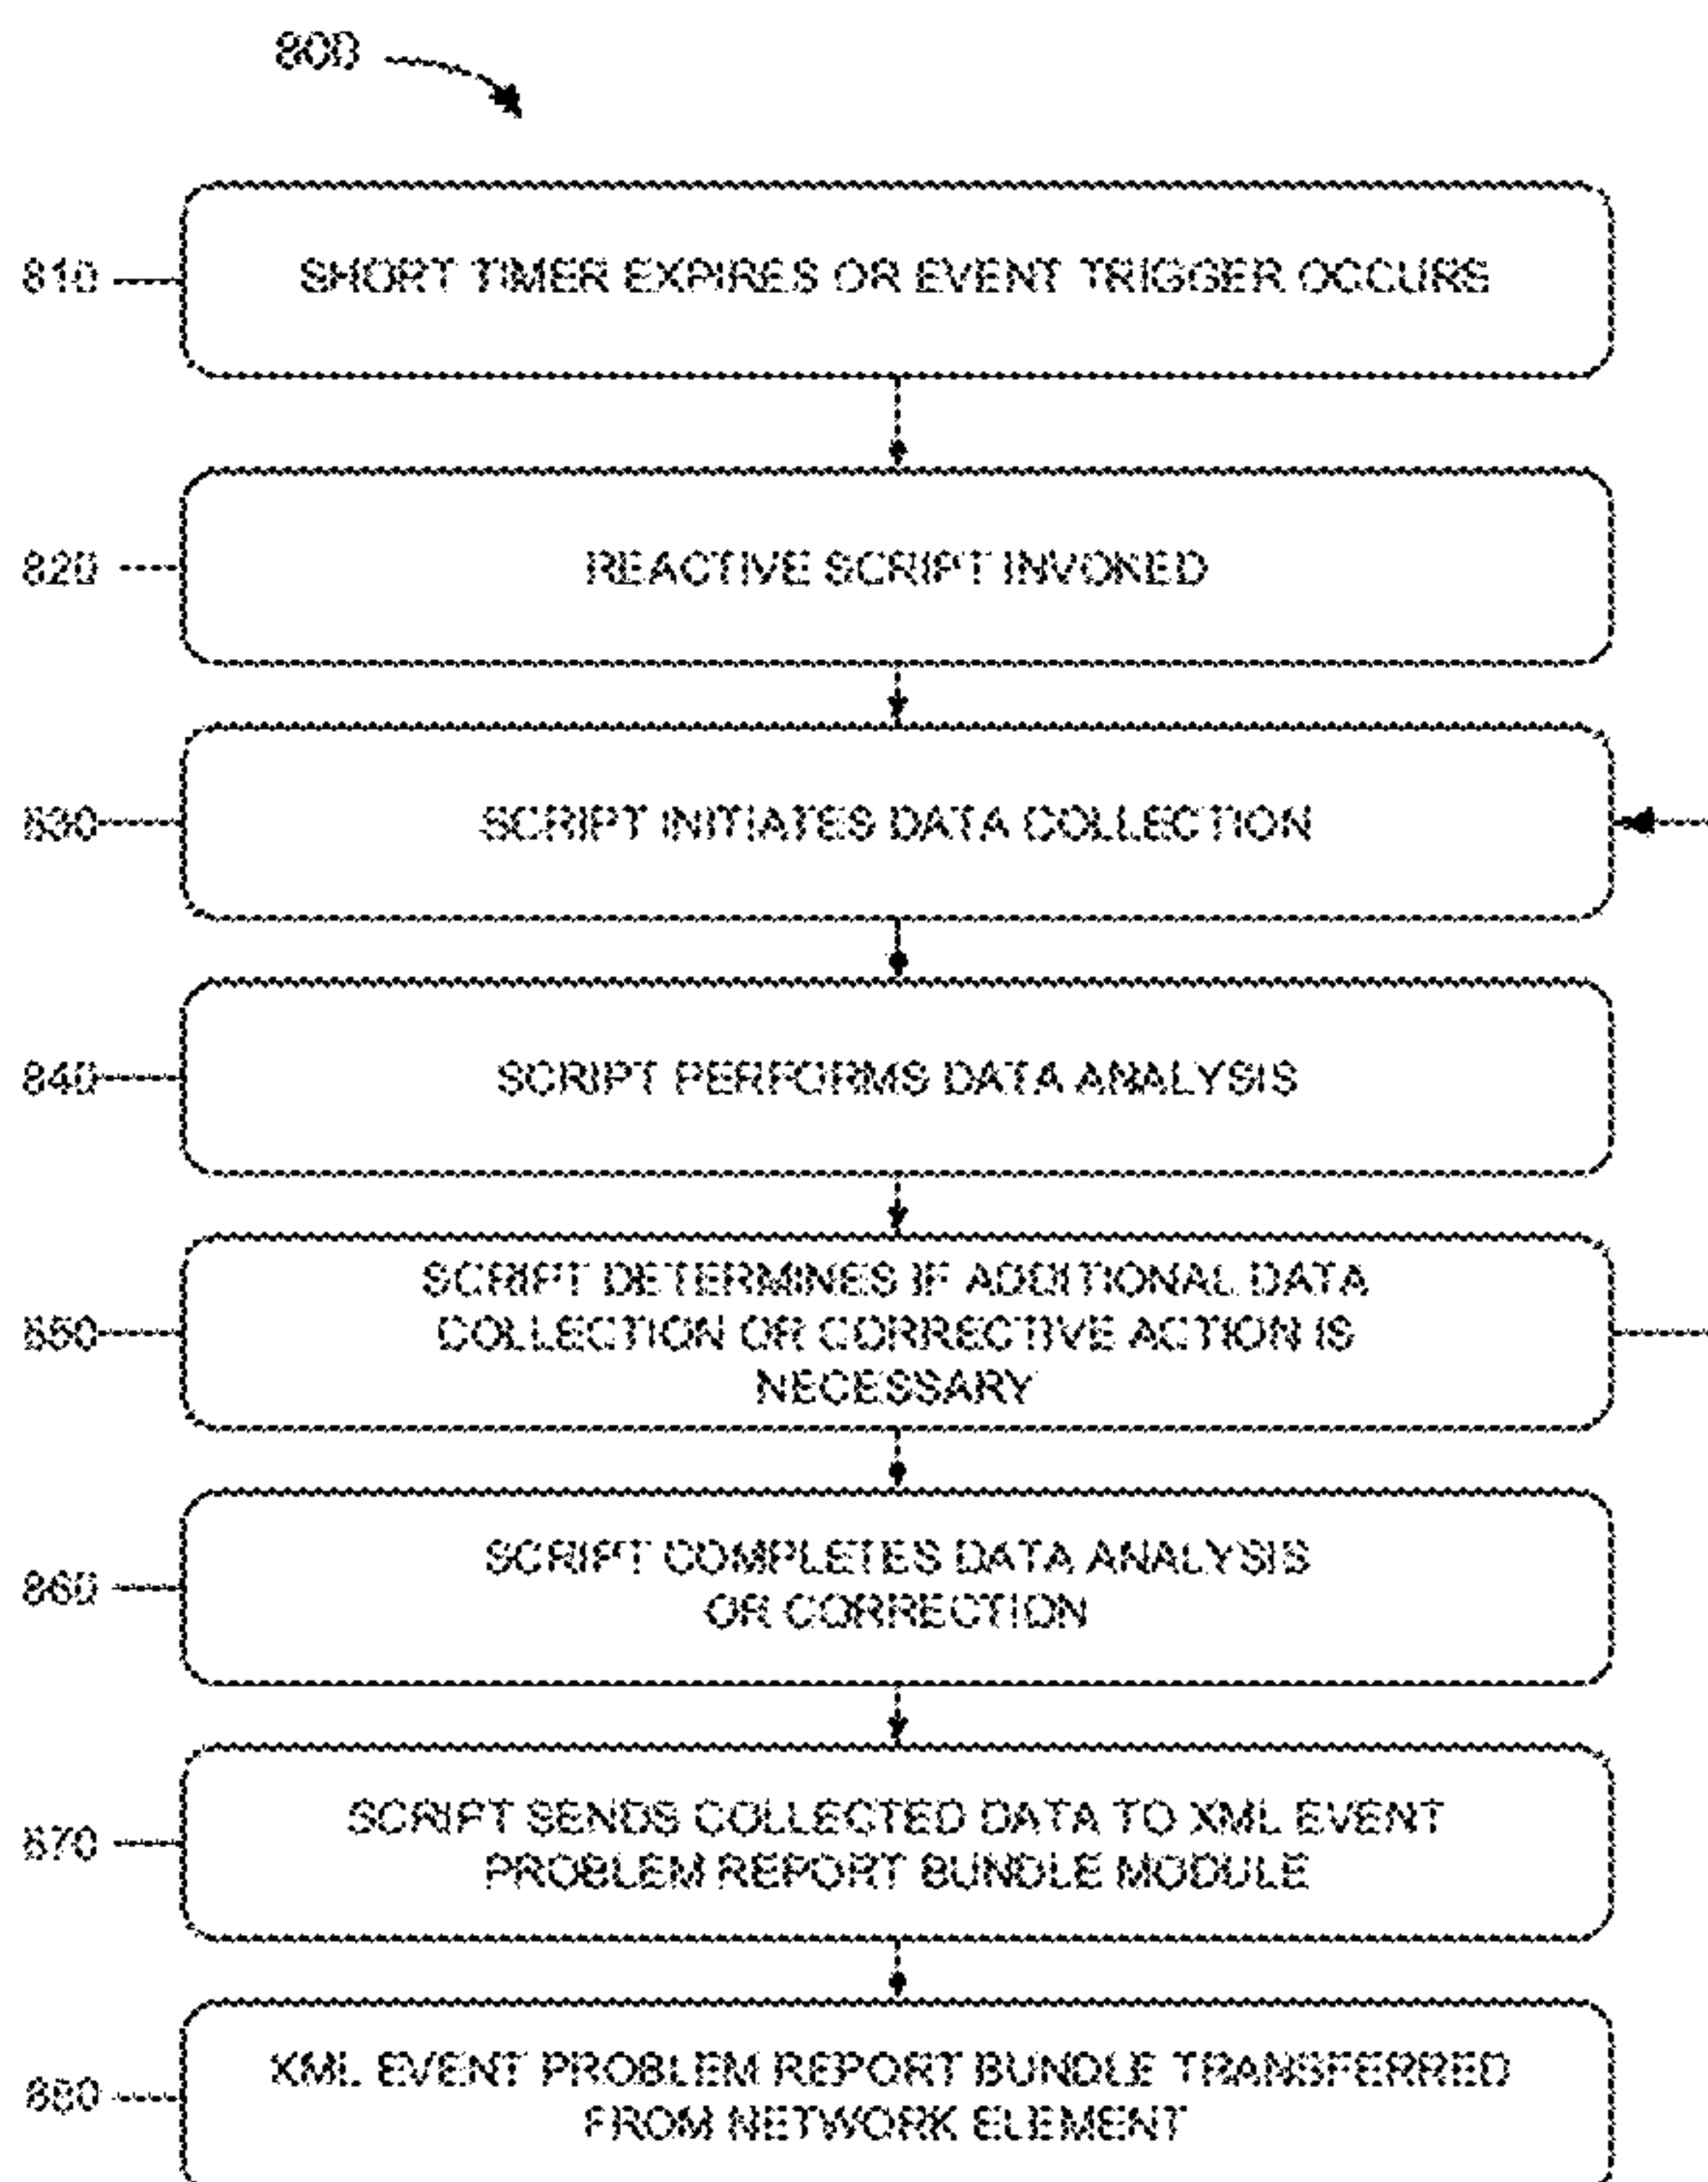 800
810
SHORT TIMER EXPIRES OR EVENT TRIGGER OCCURS
820
REACTIVE SCRIPT INVOKED
830
SCRIPT INITIATES DATA COLLECTION
840
SCRIPT PERFORMS DATA ANALYSIS
850
SCRIPT DETERMINES IF ADDITIONAL DATA
COLLECTION OR CORRECTIVE ACTION IS
NECESSARY
860
SCRIPT COMPLETES DATA ANALYSIS
OR CORRECTION
870
SCRIPT SENDS COLLECTED DATA TO XML EVENT
PROBLEM REPORT BUNDLE MODULE
880
XML EVENT PROBLEM REPORT BUNDLE TRANSFERRED
FROM NETWORK ELEMENT